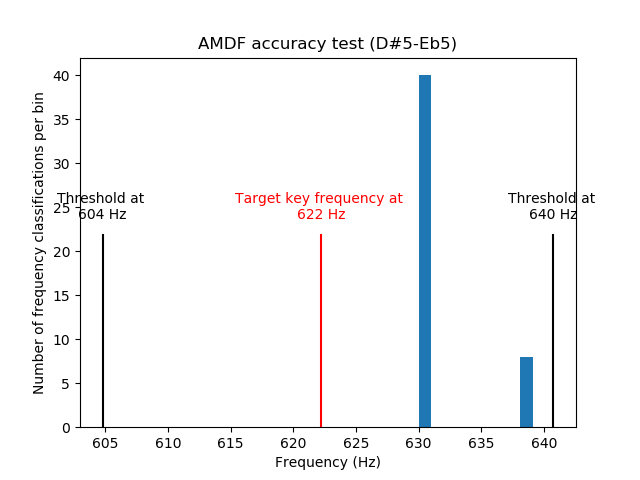 AMDF accuracy test (D#5-Eb5)
Number of frequency classifications per bin
40
35
30
25
20
15
10
5
0
Threshold at
604 Hz
Target key frequency at
622 Hz
Threshold at
640 Hz
605 610 615 620 625 630 635 640
Frequency (Hz)